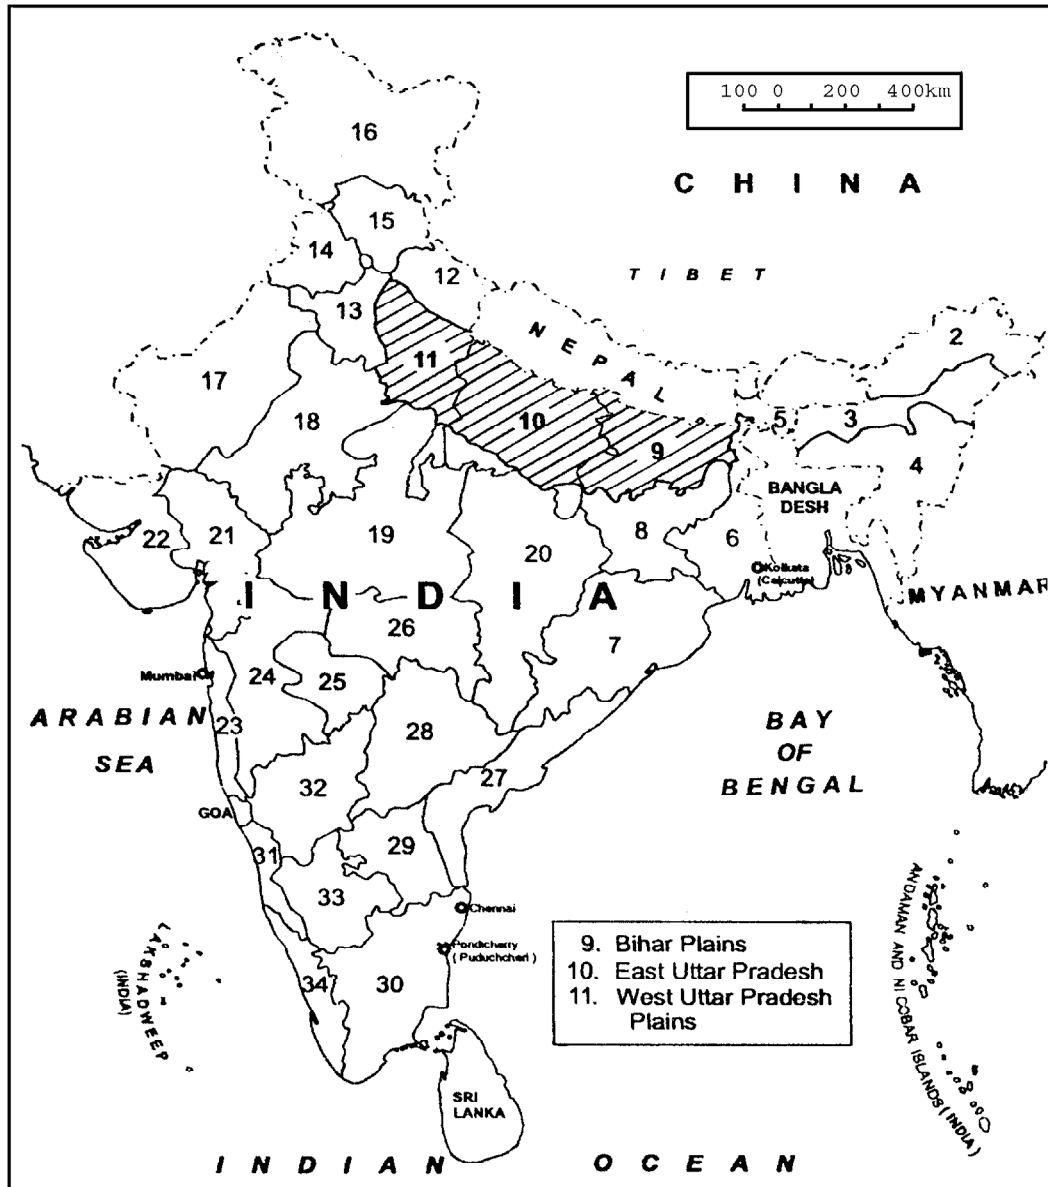 100 0 200 400km
16
C H I N A
15
14
12
T I B E T
13
N E P A L
2
11
17
18
10
5
3
9
4
BANGLA
DESH
22
21
19
20
8
6
Kolkata
(Calcutta)
I N D I A
MYANMAR
26
7
Mumbai
24
25
ARABIAN
SEA
23
28
BAY
OF
BENGAL
27
32
GOA
31
29
33
Chennai
Pondicherry
(Puduchcheri)
34
30
LAKSHADWEEP
(INDIA)
ANDAMAN AND NICOBAR ISLANDS (INDIA)
9. Bihar Plains
10. East Uttar Pradesh
11. West Uttar Pradesh
Plains
SRI
LANKA
I N D I A N O C E A N